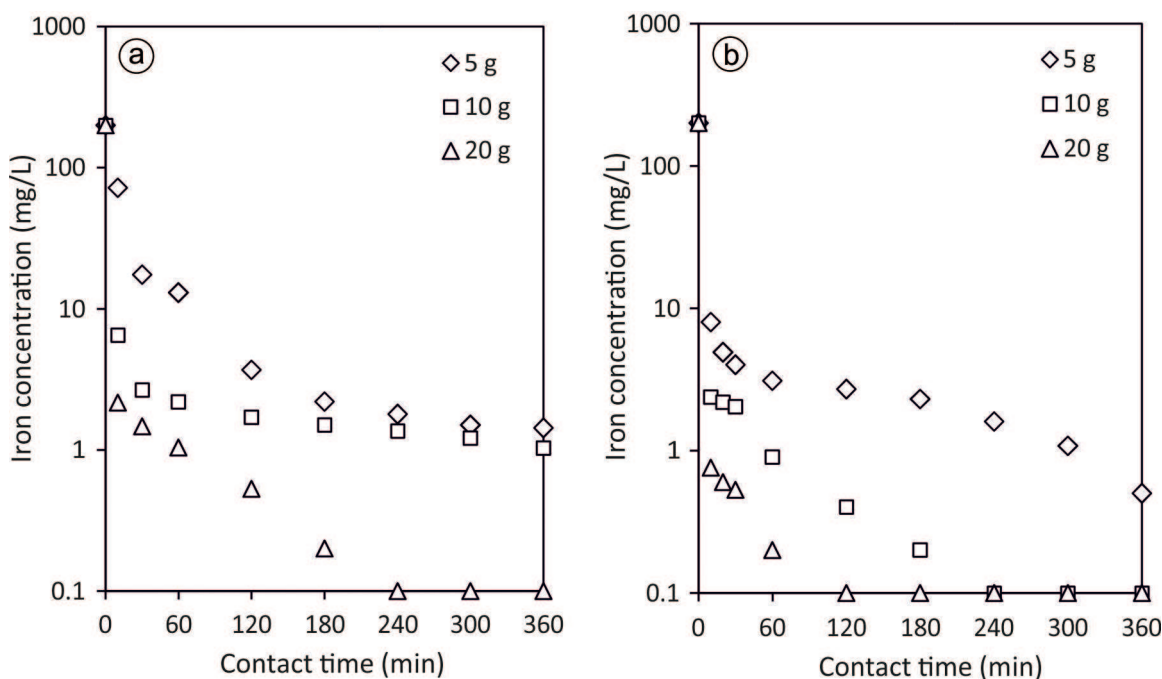 a
5 g
10 g
20 g
Iron concentration (mg/L)
1000
100
10
1
0.1
0 60 120 180 240 300 360
Contact time (min)
b
5 g
10 g
20 g
Iron concentration (mg/L)
1000
100
10
1
0.1
0 60 120 180 240 300 360
Contact time (min)